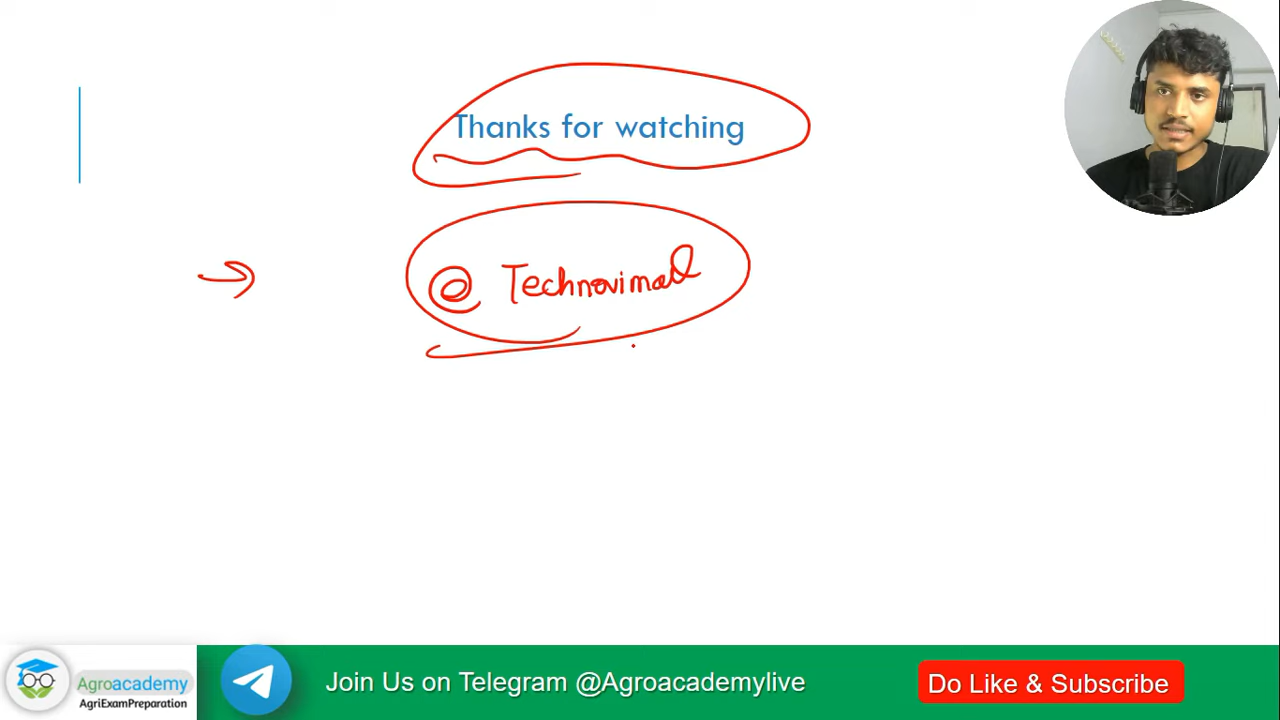 Thanks for watching
@ Technovimal
Agroacademy
AgriExamPreparation
Join Us on Telegram @Agroacademylive
Do Like & Subscribe